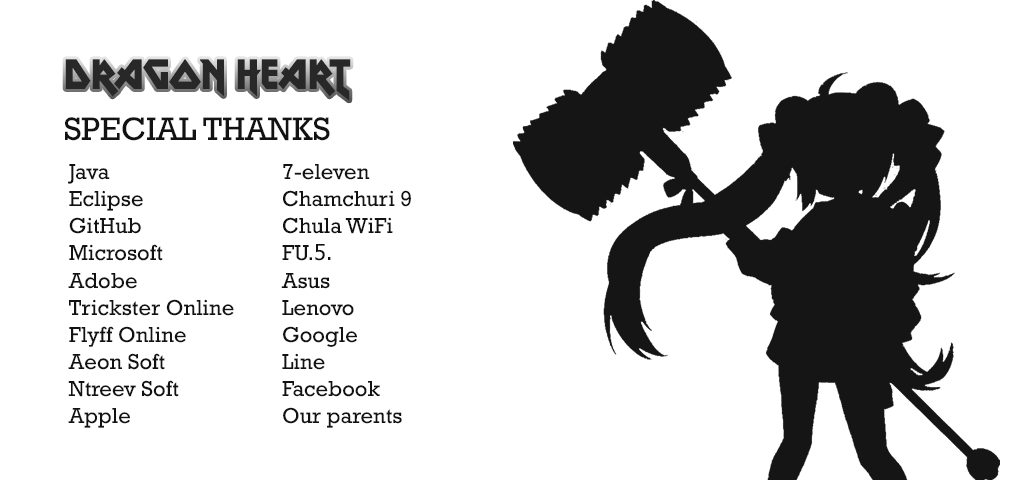 DRAGON HEART
SPECIAL THANKS
Java
Eclipse
GitHub
Microsoft
Adobe
Trickster Online
Flyff Online
Aeon Soft
Ntreev Soft
Apple
7-eleven
Chamchuri 9
Chula WiFi
FU.5.
Asus
Lenovo
Google
Line
Facebook
Our parents